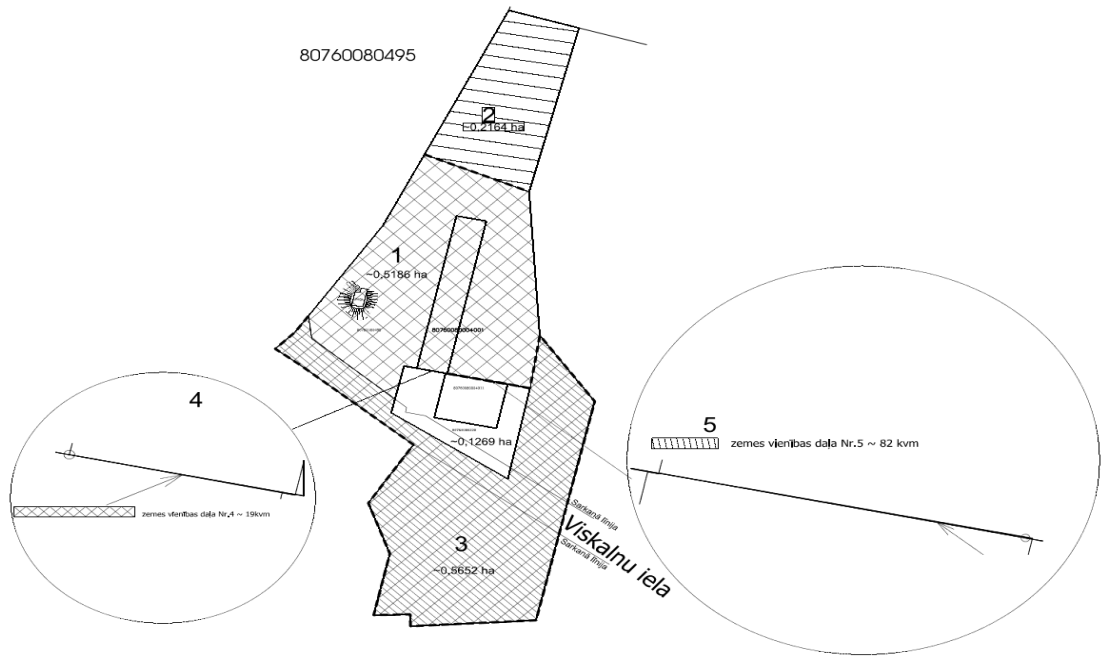 80760080495
2
~0,2164 ha
1
~0,5186 ha
80760080004001
~0,1269 ha
4
zemes vienības daļa Nr.4 ~ 19kvm
5
zemes vienības daļa Nr.5 ~ 82 kvm
Sarkanā līnija
Viskalnu iela
Sarkanā līnija
3
~0,5652 ha